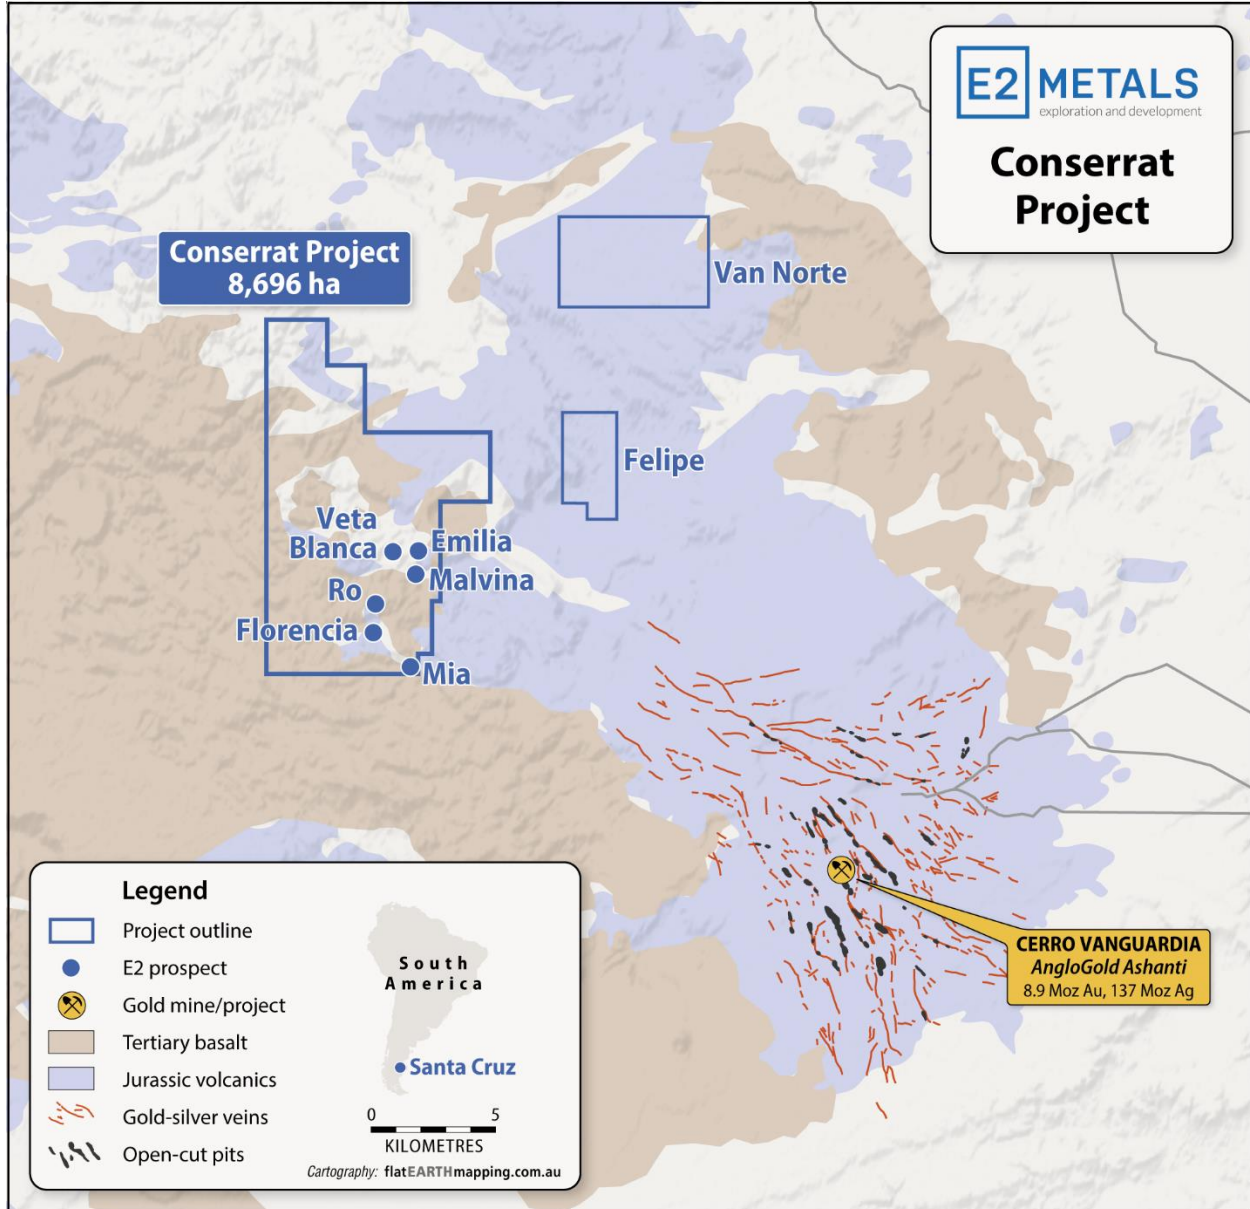 E2 METALS
exploration and development
Conserrat
Project
Conserrat Project
8,696 ha
Van Norte
Felipe
Veta
Blanca
Emilia
Malvina
Ro
Florencia
Mia
CERRO VANGUARDIA
AngloGold Ashanti
8.9 Moz Au, 137 Moz Ag
Legend
Project outline
E2 prospect
Gold mine/project
Tertiary basalt
Jurassic volcanics
Gold-silver veins
Open-cut pits
South
America
Santa Cruz
0 5
KILOMETRES
Cartography: flatEARTHmapping.com.au